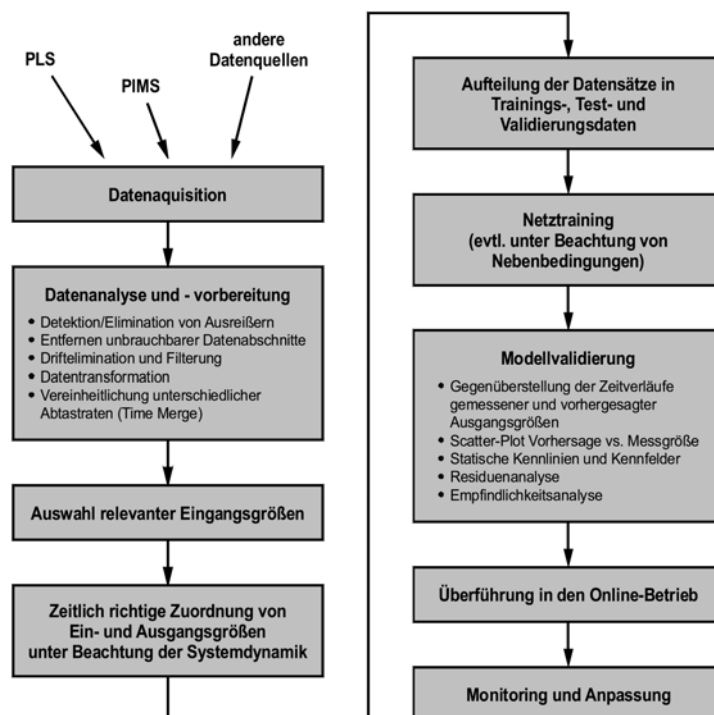 PLS
PIMS
andere
Datenquellen
Datenaquisition
Datenanalyse und - vorbereitung
• Detektion/Elimination von Ausreißern
• Entfernen unbrauchbarer Datenabschnitte
• Driftelimination und Filterung
• Datentransformation
• Vereinheitlichung unterschiedlicher
Abtastraten (Time Merge)
Auswahl relevanter Eingangsgrößen
Zeitlich richtige Zuordnung von
Ein- und Ausgangsgrößen
unter Beachtung der Systemdynamik
Aufteilung der Datensätze in
Trainings-, Test- und
Validierungsdaten
Netztraining
(evtl. unter Beachtung von
Nebenbedingungen)
Modellvalidierung
• Gegenüberstellung der Zeitverläufe
gemessener und vorhergesagter
Ausgangsgrößen
• Scatter-Plot Vorhersage vs. Messgröße
• Statische Kennlinien und Kennfelder
• Residuenanalyse
• Empfindlichkeitsanalyse
Überführung in den Online-Betrieb
Monitoring und Anpassung